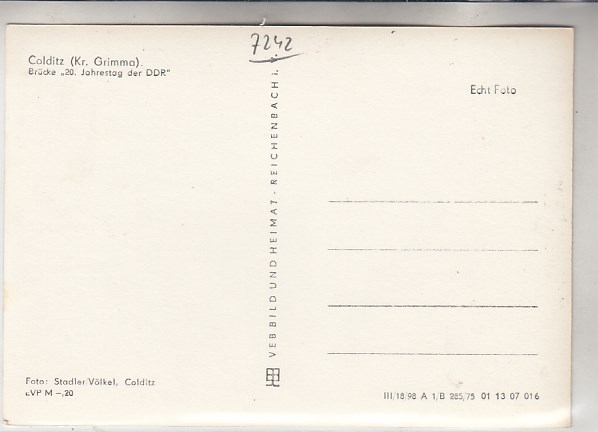 7242
Colditz (Kr. Grimma).
Brücke „20. Jahrestag der DDR"
Echt Foto
VEB BILD UND HEIMAT · REICHENBACH i.
Foto: Stadler/Völkel, Colditz
EVP M –,20
III/18/98 A 1/B 285/75 01 13 07 016